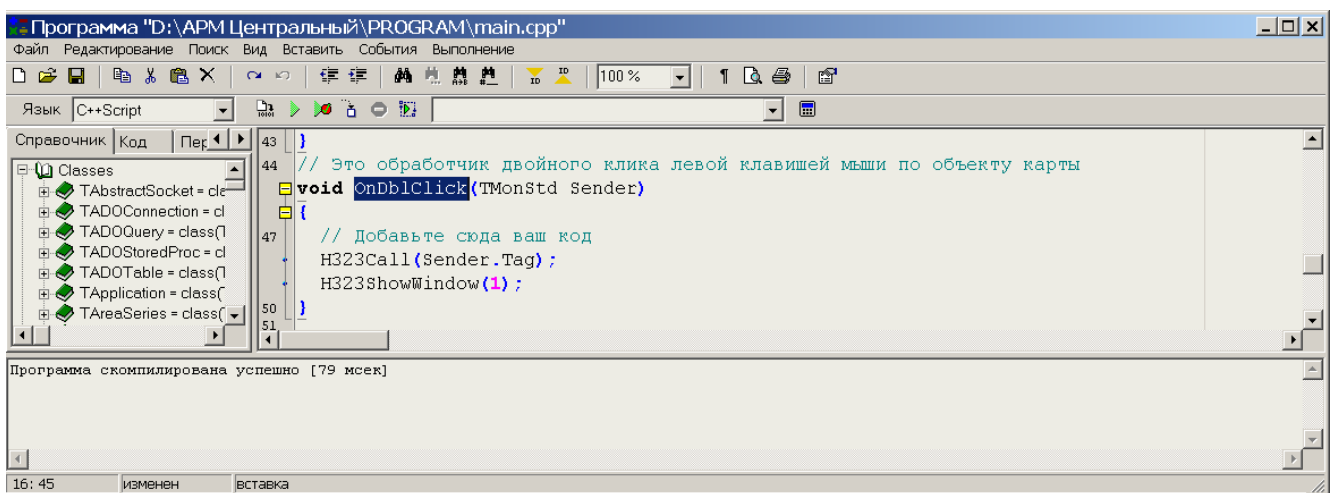 Программа "D:\АРМ Центральный\PROGRAM\main.cpp"
Файл Редактирование Поиск Вид Вставить События Выполнение
100 %
Язык C++Script
Справочник Код Пер
Classes
TAbstractSocket = cle
TADOConnection = cl
TADOQuery = class(T
TADOStoredProc = cl
TADOTable = class(T
TApplication = class(
TAreaSeries = class(
43 }
44 // Это обработчик двойного клика левой клавишей мыши по объекту карты
void OnDblClick(TMonStd Sender)
{
47 // Добавьте сюда ваш код
H323Call(Sender.Tag);
H323ShowWindow(1);
50 }
51
Программа скомпилирована успешно [79 мсек]
16: 45 изменен вставка